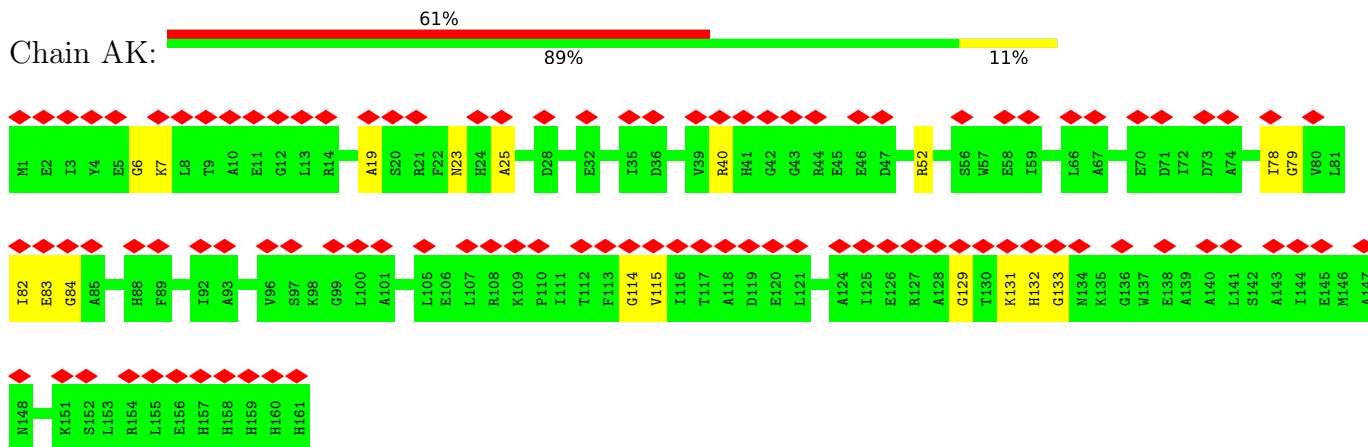 61%
Chain AK:
89% 11%
M1 E2 I3 Y4 E5 G6 K7 L8 T9 A10 E11 G12 L13 R14 A19 S20 R21 F22 N23 H24 A25 D28 E32 I35 D36 V39 R40 H41 G42 G43 R44 E45 E46 D47 R52 S56 W57 E58 I59 L66 A67 E70 D71 I72 D73 A74 I78 G79 V80 L81
I82 E83 G84 A85 H88 F89 I92 A93 V96 S97 K98 G99 L100 A101 L105 E106 L107 R108 K109 P110 I111 T112 F113 G114 V115 I116 T117 A118 D119 E120 L121 A124 I125 E126 R127 A128 G129 T130 K131 H132 G133 N134 K135 G136 W137 E138 A139 A140 L141 S142 A143 I144 E145 M146 A147
N148 K151 S152 L153 R154 L155 E156 H157 H158 H159 H160 H161